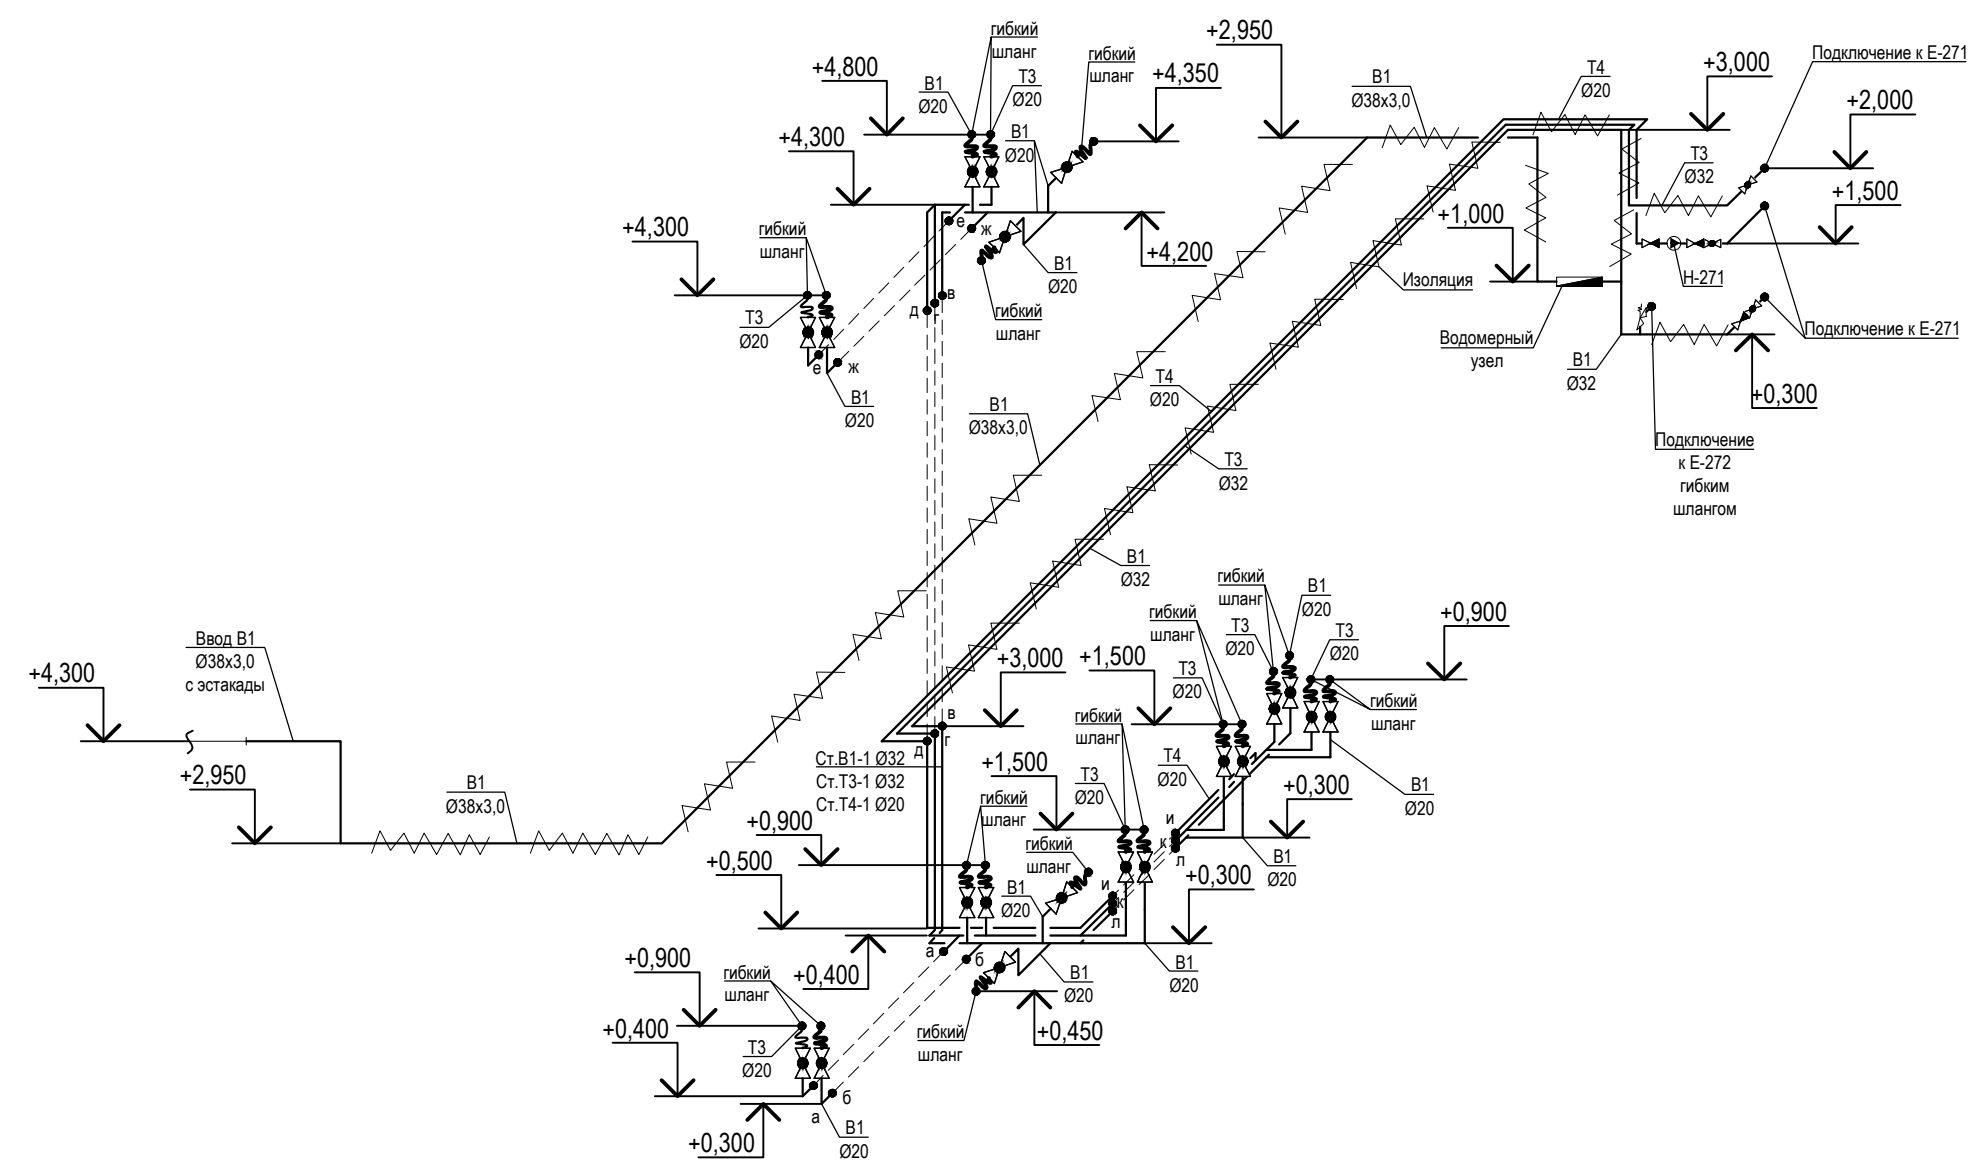 гибкий
шланг
+2,950
гибкий
шланг
Подключение к Е-271
+4,800
В1
Ø20
Т3
Ø20
+4,350
В1
Ø38х3,0
Т4
Ø20
+3,000
+2,000
+4,300
В1
Ø20
Т3
Ø32
+1,500
+1,000
+4,300
гибкий
шланг
е
ж
+4,200
В1
Ø20
Изоляция
Н-271
в
г
д
гибкий
шланг
Т3
Ø20
Водомерный
узел
Подключение к Е-271
е
ж
В1
Ø20
Т4
Ø20
В1
Ø32
+0,300
В1
Ø38х3,0
Подключение
к Е-272
гибким
шлангом
Т3
Ø32
В1
Ø32
гибкий
шланг
В1
Ø20
гибкий
шланг
Т3
Ø20
Т3
Ø20
+0,900
Ввод В1
Ø38х3,0
с эстакады
+4,300
+3,000
+1,500
Т3
Ø20
гибкий
шланг
в
г
д
гибкий
шланг
Ст.В1-1 Ø32
Ст.Т3-1 Ø32
Ст.Т4-1 Ø20
+2,950
В1
Ø38х3,0
+1,500
Т3
Ø20
Т4
Ø20
+0,300
В1
Ø20
гибкий
шланг
+0,900
и
к
л
гибкий
шланг
+0,500
В1
Ø20
и
к
л
+0,300
В1
Ø20
а
б
+0,900
гибкий
шланг
+0,400
В1
Ø20
В1
Ø20
+0,400
Т3
Ø20
гибкий
шланг
+0,450
б
а
+0,300
В1
Ø20